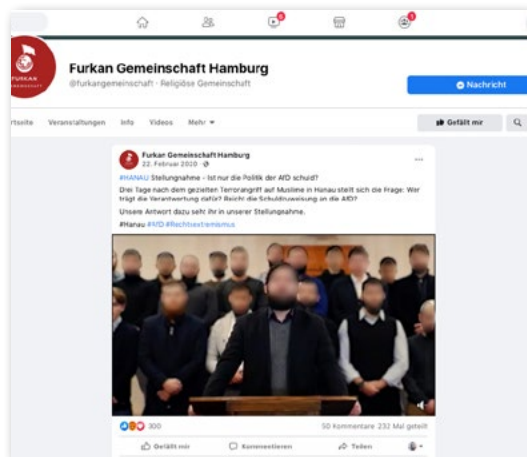 6
1
FURKAN
GEMEINSCHAFT
Furkan Gemeinschaft Hamburg
@furkangemeinschaft · Religiöse Gemeinschaft
Nachricht
rtseite Veranstaltungen Info Videos Mehr
Gefällt mir
Furkan Gemeinschaft Hamburg
22. Februar 2020 ·
#HANAU Stellungnahme - Ist nur die Politik der AfD schuld?
Drei Tage nach dem gezielten Terrorangriff auf Muslime in Hanau stellt sich die Frage: Wer
trägt die Verantwortung dafür? Reicht die Schuldzuweisung an die AfD?
Unsere Antwort dazu seht ihr in unserer Stellungnahme.
#Hanau #AfD #Rechtsextremismus
300
50 Kommentare 232 Mal geteilt
Gefällt mir
Kommentieren
Teilen